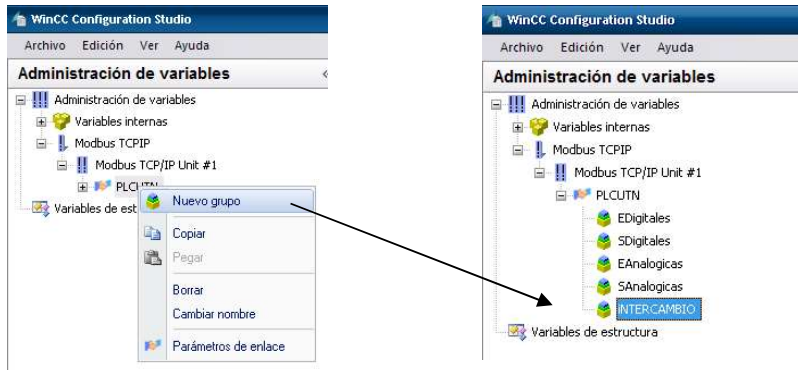 WinCC Configuration Studio
Archivo Edición Ver Ayuda
Administración de variables «
Administración de variables
Variables internas
Modbus TCPIP
Modbus TCP/IP Unit #1
PLCUTN
Variables de est
Nuevo grupo
Copiar
Pegar
Borrar
Cambiar nombre
Parámetros de enlace
WinCC Configuration Studio
Archivo Edición Ver Ayuda
Administración de variables
Administración de variables
Variables internas
Modbus TCPIP
Modbus TCP/IP Unit #1
PLCUTN
EDigitales
SDigitales
EAnalogicas
SAnalogicas
iNTERCAMBIO
Variables de estructura